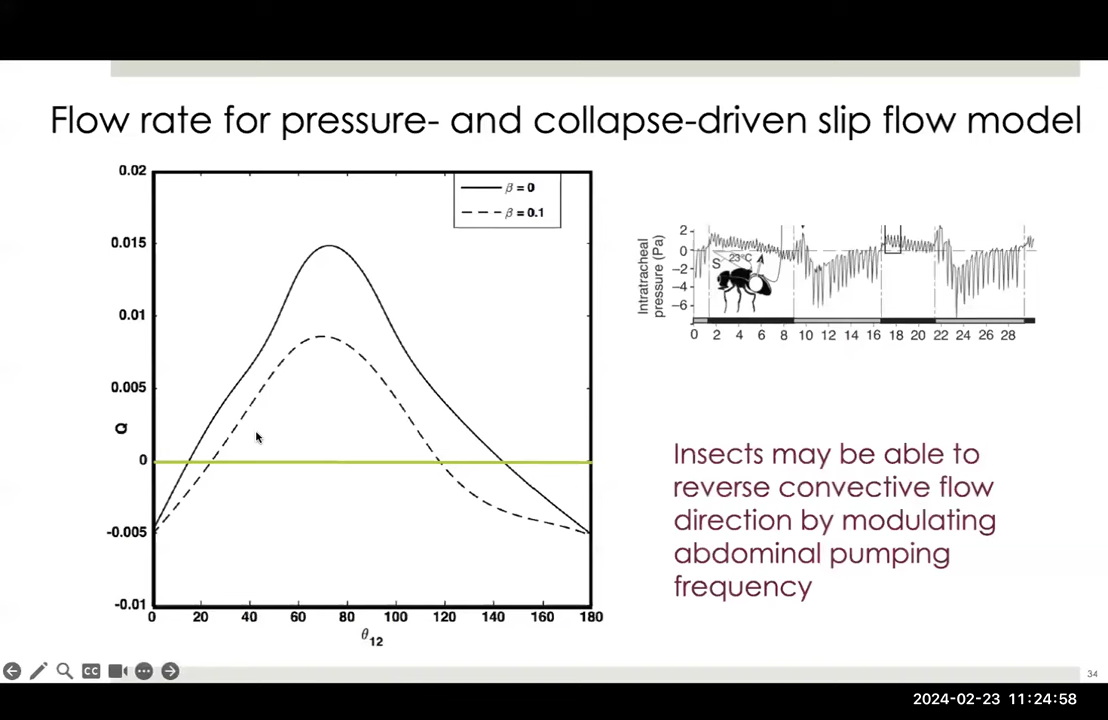 Flow rate for pressure- and collapse-driven slip flow model
0.02
0.015
0.01
0.005
0
-0.005
-0.01
Q
β = 0
β = 0.1
0 20 40 60 80 100 120 140 160 180
θ12
Intratracheal
pressure (Pa)
2
0
−2
−4
−6
S
23°C
0 2 4 6 8 10 12 14 16 18 20 22 24 26 28
Insects may be able to
reverse convective flow
direction by modulating
abdominal pumping
frequency
CC
34
2024-02-23 11:24:58